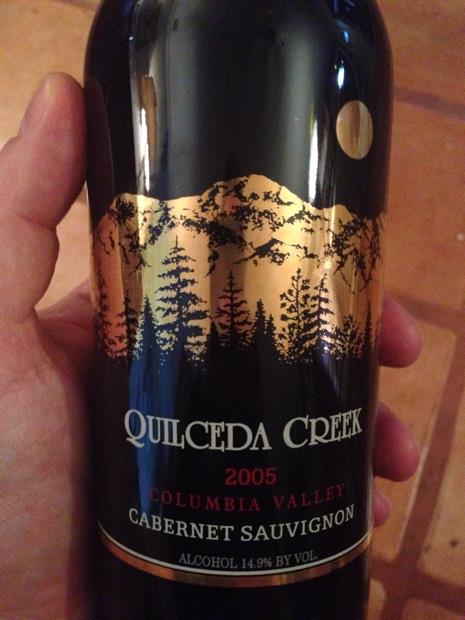 QUILCEDA CREEK
2005
COLUMBIA VALLEY
CABERNET SAUVIGNON
ALCOHOL 14.9% BY VOL.